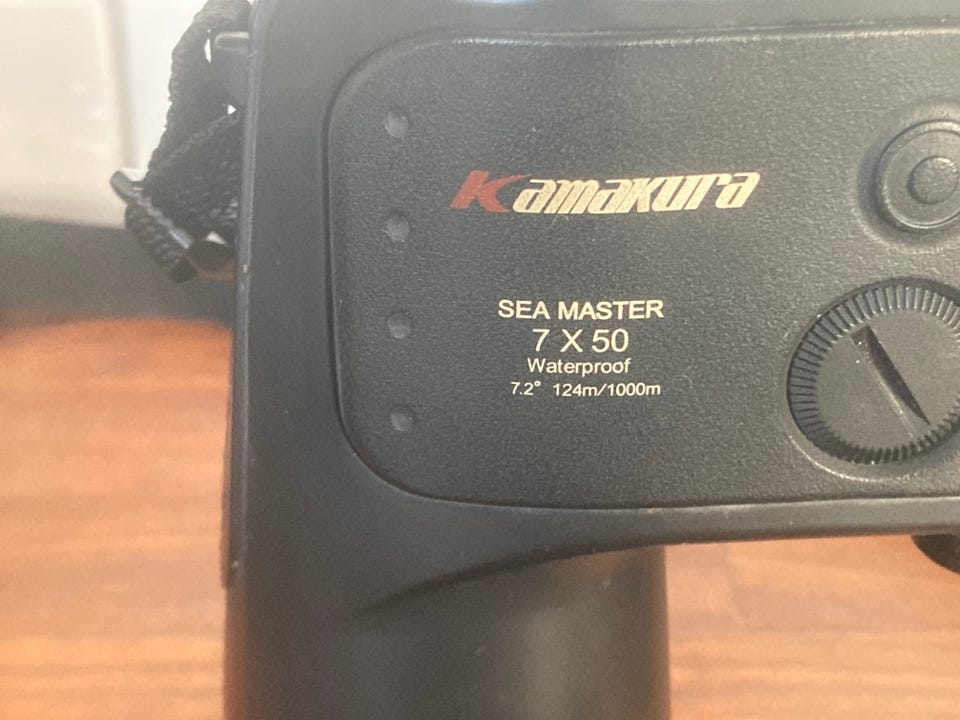 Kamakura
SEA MASTER
7 X 50
Waterproof
7.2° 124m/1000m